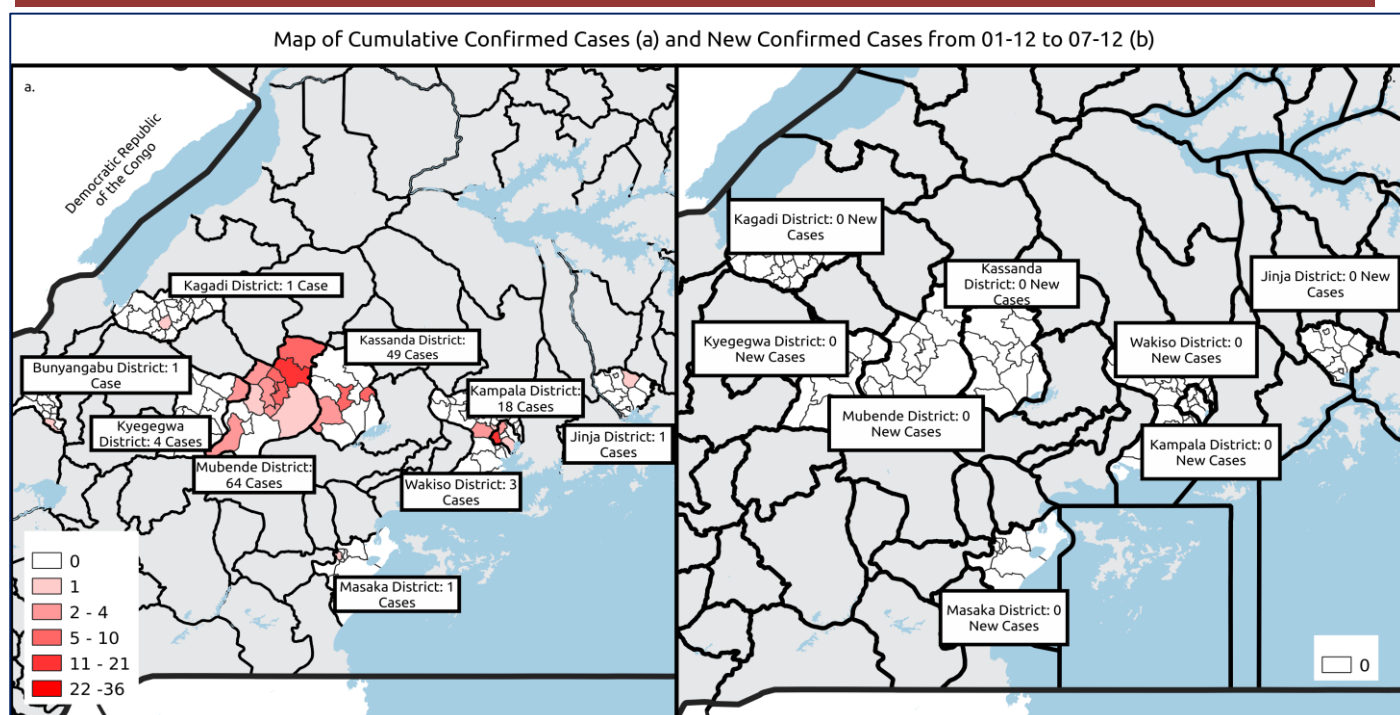 Map of Cumulative Confirmed Cases (a) and New Confirmed Cases from 01-12 to 07-12 (b)
a.
Democratic Republic
of the Congo
Kagadi District: 1 Case
Kassanda District:
49 Cases
Bunyangabu District: 1
Case
Kampala District:
18 Cases
Kyegegwa
District: 4 Cases
Jinja District: 1
Cases
Mubende District:
64 Cases
Wakiso District: 3
Cases
Masaka District: 1
Cases
0
1
2 - 4
5 - 10
11 - 21
22 -36
Kagadi District: 0 New
Cases
Kassanda
District: 0 New
Cases
Jinja District: 0 New
Cases
Kyegegwa District: 0
New Cases
Wakiso District: 0
New Cases
Mubende District: 0
New Cases
Kampala District: 0
New Cases
Masaka District: 0
New Cases
0